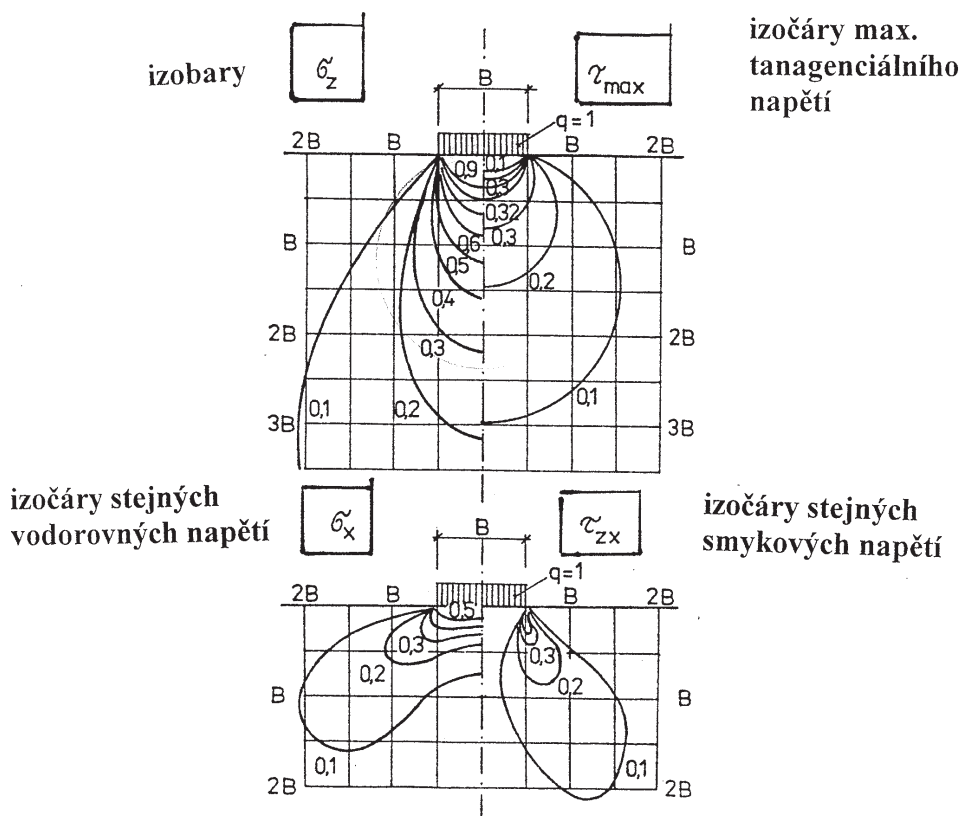 izobary
σz
B
τmax
izočáry max.
tanagenciálního
napětí
q=1
2B B B 2B
0,9 0,1
0,3
0,32
B 0,6 0,3 B
0,5 0,2
0,4
2B 0,3 2B
0,1 0,2 0,1
3B 3B
izočáry stejných
vodorovných napětí
σx
B
τzx
izočáry stejných
smykových napětí
q=1
2B B B 2B
0,5
0,3 0,3
0,2 0,2
B B
0,1 0,1
2B 2B